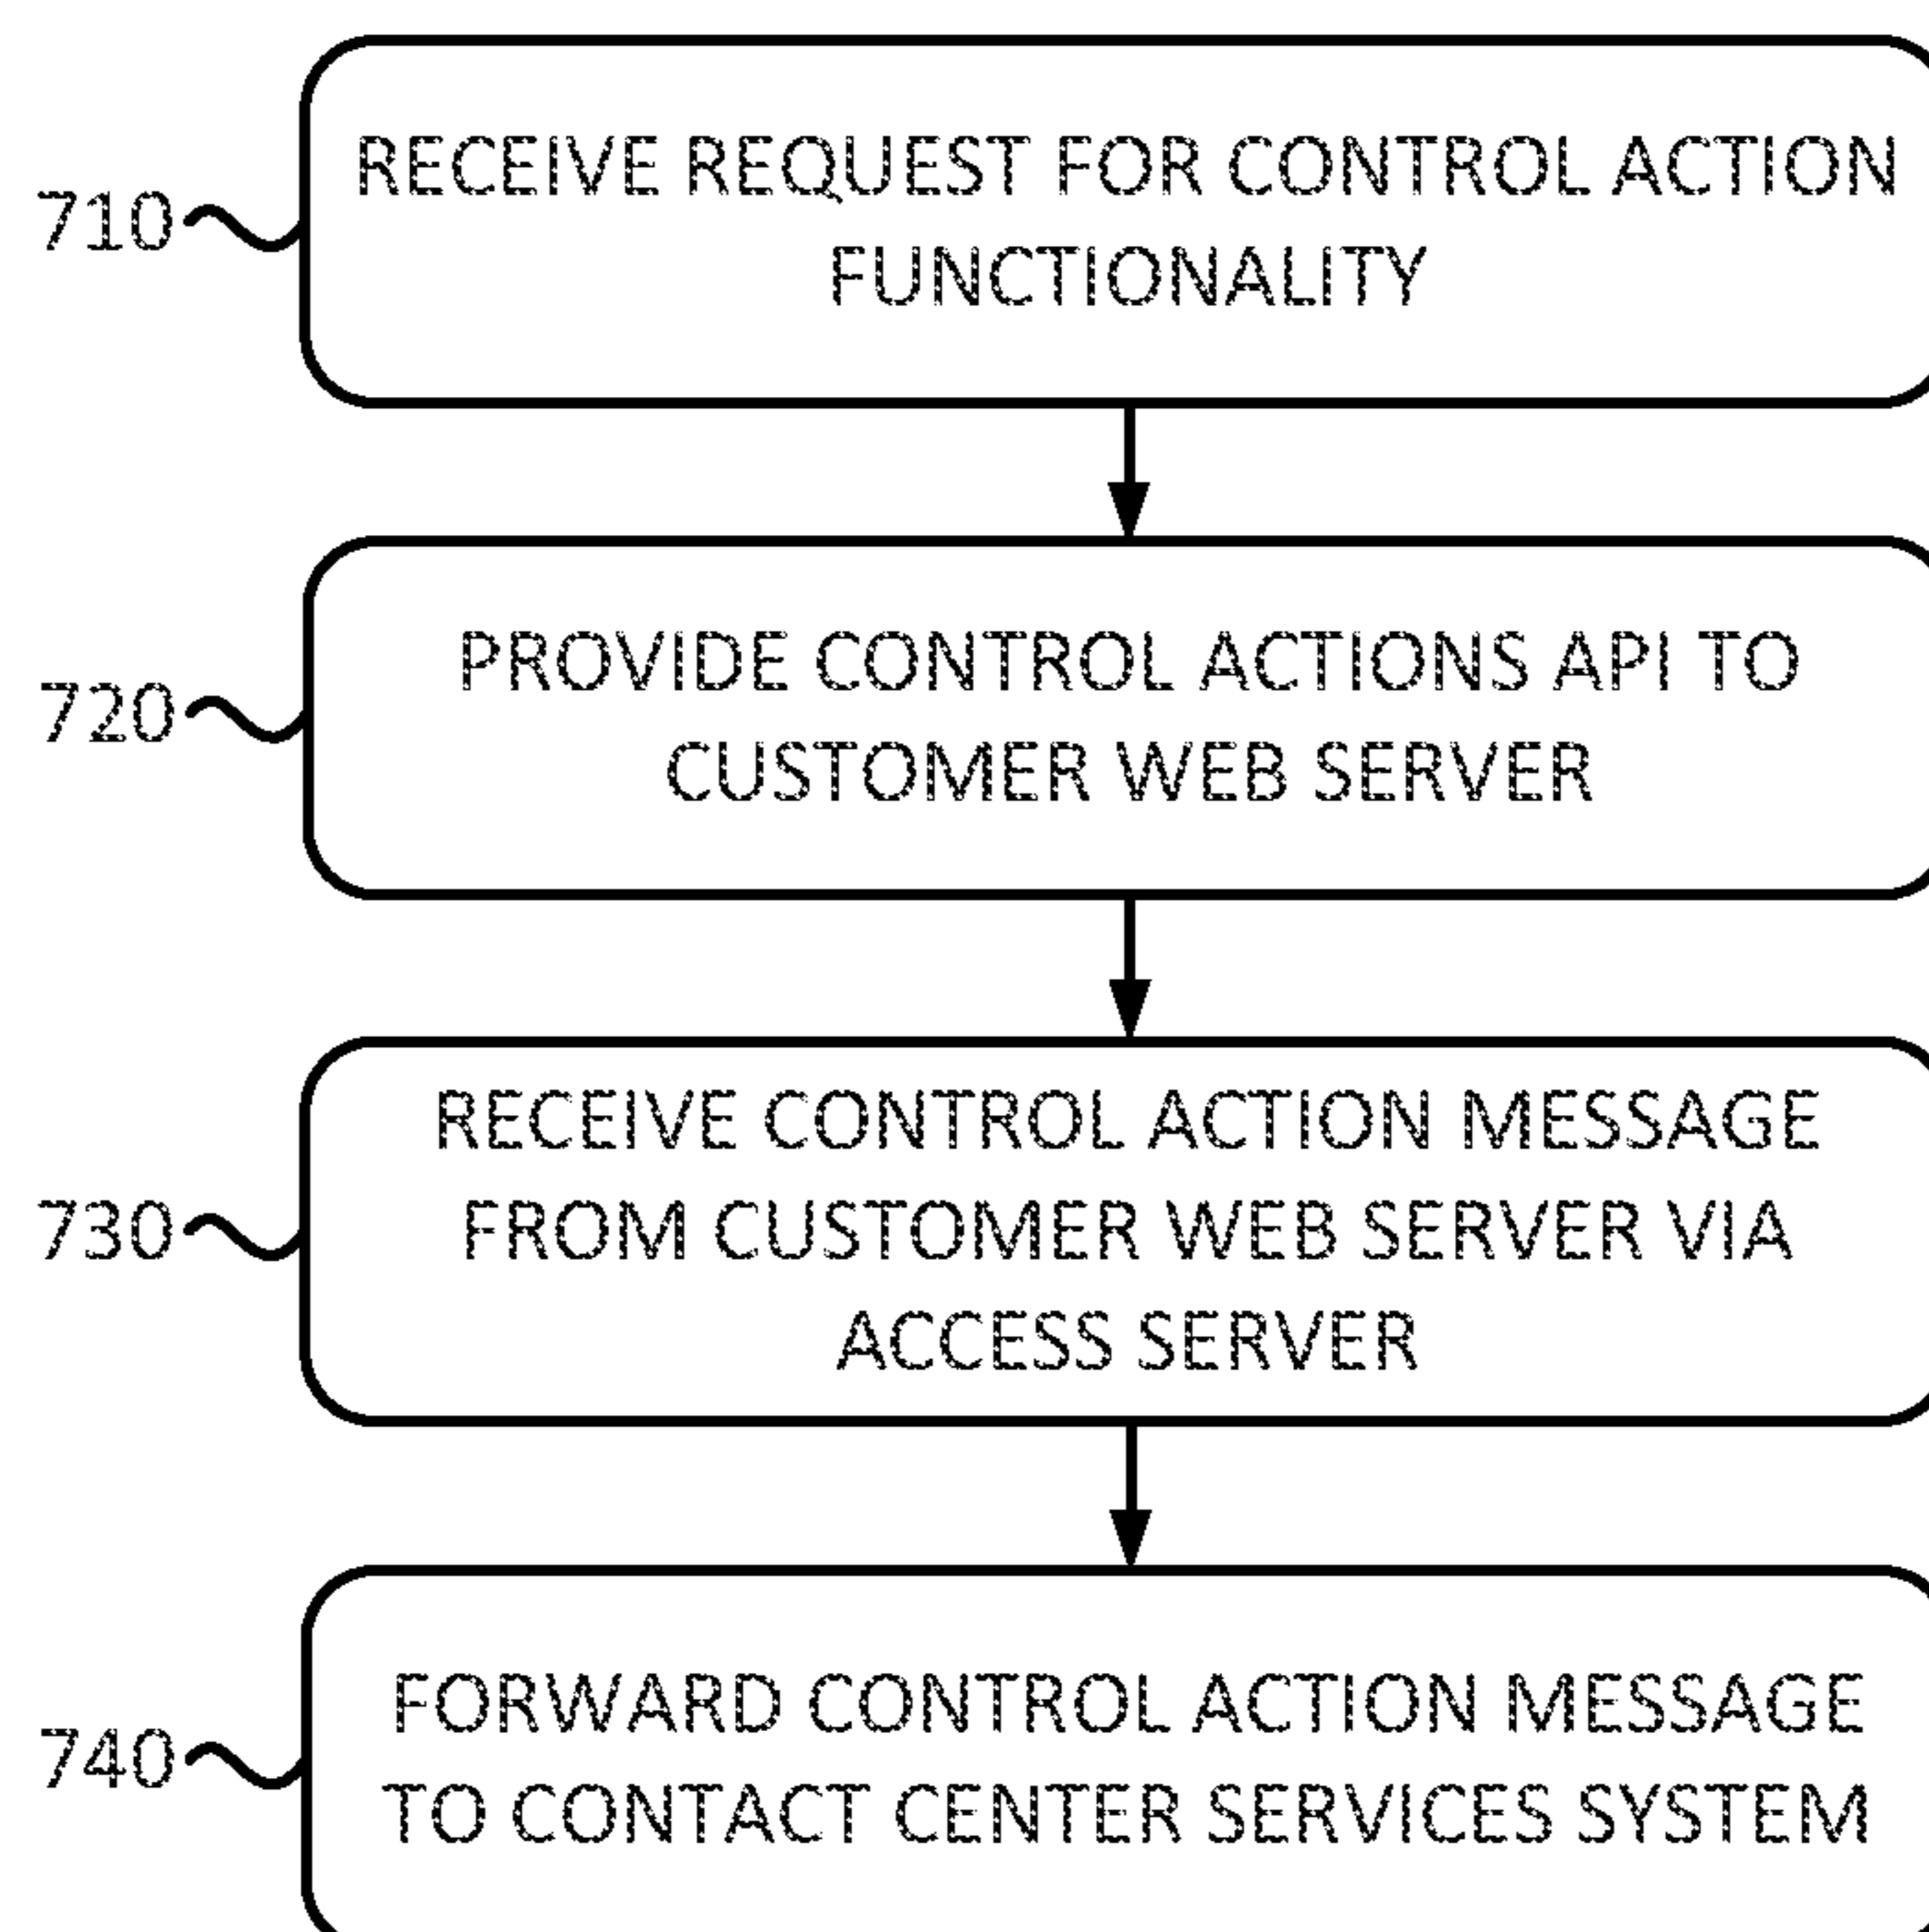 710
RECEIVE REQUEST FOR CONTROL ACTION
FUNCTIONALITY
720
PROVIDE CONTROL ACTIONS API TO
CUSTOMER WEB SERVER
730
RECEIVE CONTROL ACTION MESSAGE
FROM CUSTOMER WEB SERVER VIA
ACCESS SERVER
740
FORWARD CONTROL ACTION MESSAGE
TO CONTACT CENTER SERVICES SYSTEM